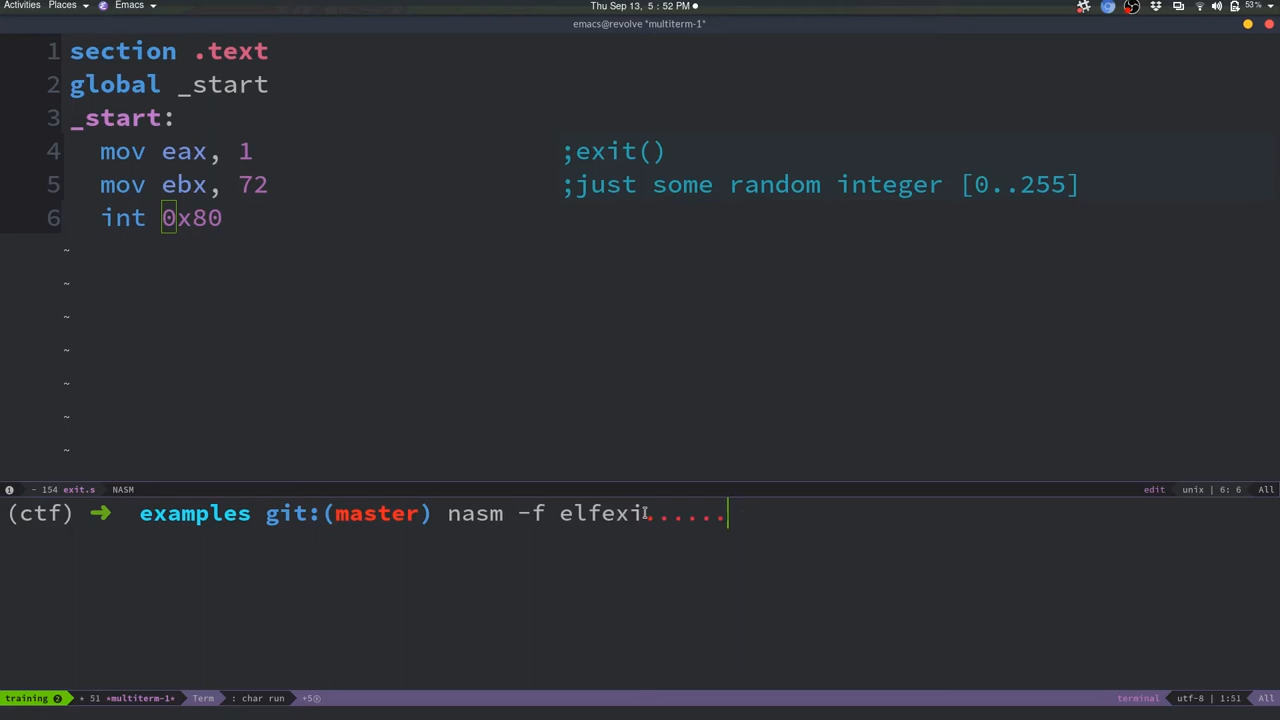 Activities Places Emacs Thu Sep 13, 5 : 52 PM 53 %
emacs@revolve *multiterm-1*
1 section .text
2 global _start
3 _start:
4 mov eax, 1 ;exit()
5 mov ebx, 72 ;just some random integer [0..255]
6 int 0x80
~
~
~
~
~
~
~
1 - 154 exit.s NASM edit unix | 6: 6 All
(ctf) ➜ examples git:(master) nasm -f elfexi......
training 2 * 51 *multiterm-1* Term : char run +5 terminal utf-8 | 1:51 All